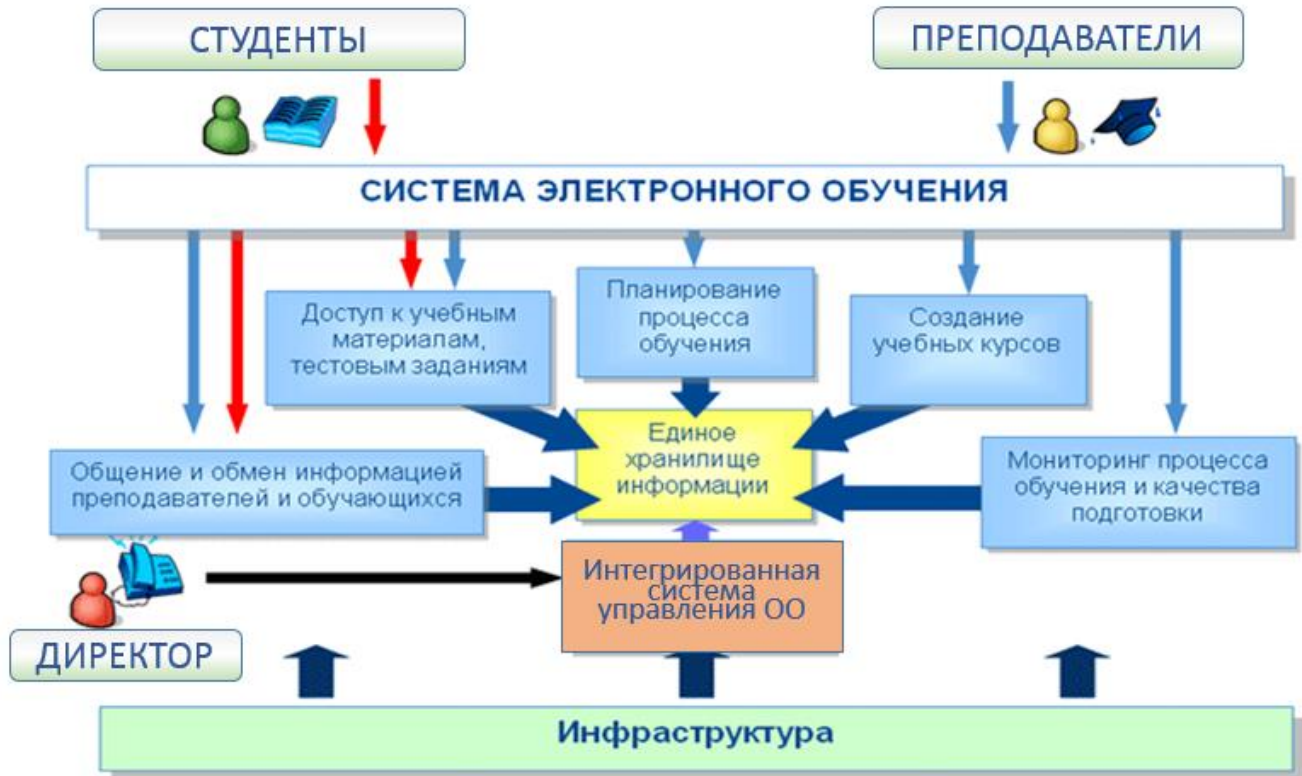 СТУДЕНТЫ
ПРЕПОДАВАТЕЛИ
СИСТЕМА ЭЛЕКТРОННОГО ОБУЧЕНИЯ
Доступ к учебным
материалам,
тестовым заданиям
Планирование
процесса
обучения
Создание
учебных курсов
Общение и обмен информацией
преподавателей и обучающихся
Единое
хранилище
информации
Мониторинг процесса
обучения и качества
подготовки
Интегрированная
система
управления ОО
ДИРЕКТОР
Инфраструктура